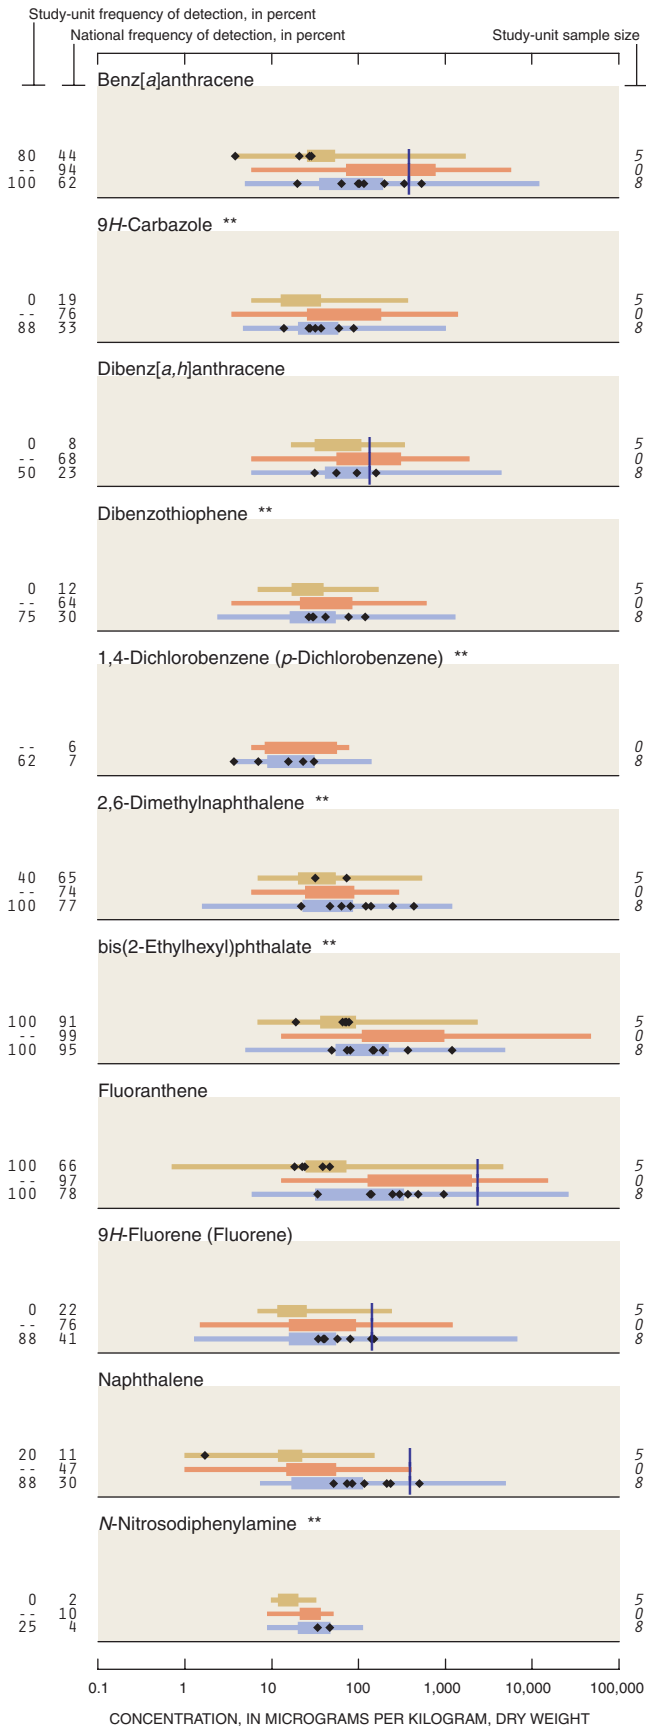 Study-unit frequency of detection, in percent
National frequency of detection, in percent
Study-unit sample size
Benz[a]anthracene
80 44 5
-- 94 0
100 62 8
9H-Carbazole **
0 19 5
-- 76 0
88 33 8
Dibenz[a,h]anthracene
0 8 5
-- 68 0
50 23 8
Dibenzothiophene **
0 12 5
-- 64 0
75 30 8
1,4-Dichlorobenzene (p-Dichlorobenzene) **
-- 6 0
62 7 8
2,6-Dimethylnaphthalene **
40 65 5
-- 74 0
100 77 8
bis(2-Ethylhexyl)phthalate **
100 91 5
-- 99 0
100 95 8
Fluoranthene
100 66 5
-- 97 0
100 78 8
9H-Fluorene (Fluorene)
0 22 5
-- 76 0
88 41 8
Naphthalene
20 11 5
-- 47 0
88 30 8
N-Nitrosodiphenylamine **
0 2 5
-- 10 0
25 4 8
0.1 1 10 100 1,000 10,000 100,000
CONCENTRATION, IN MICROGRAMS PER KILOGRAM, DRY WEIGHT